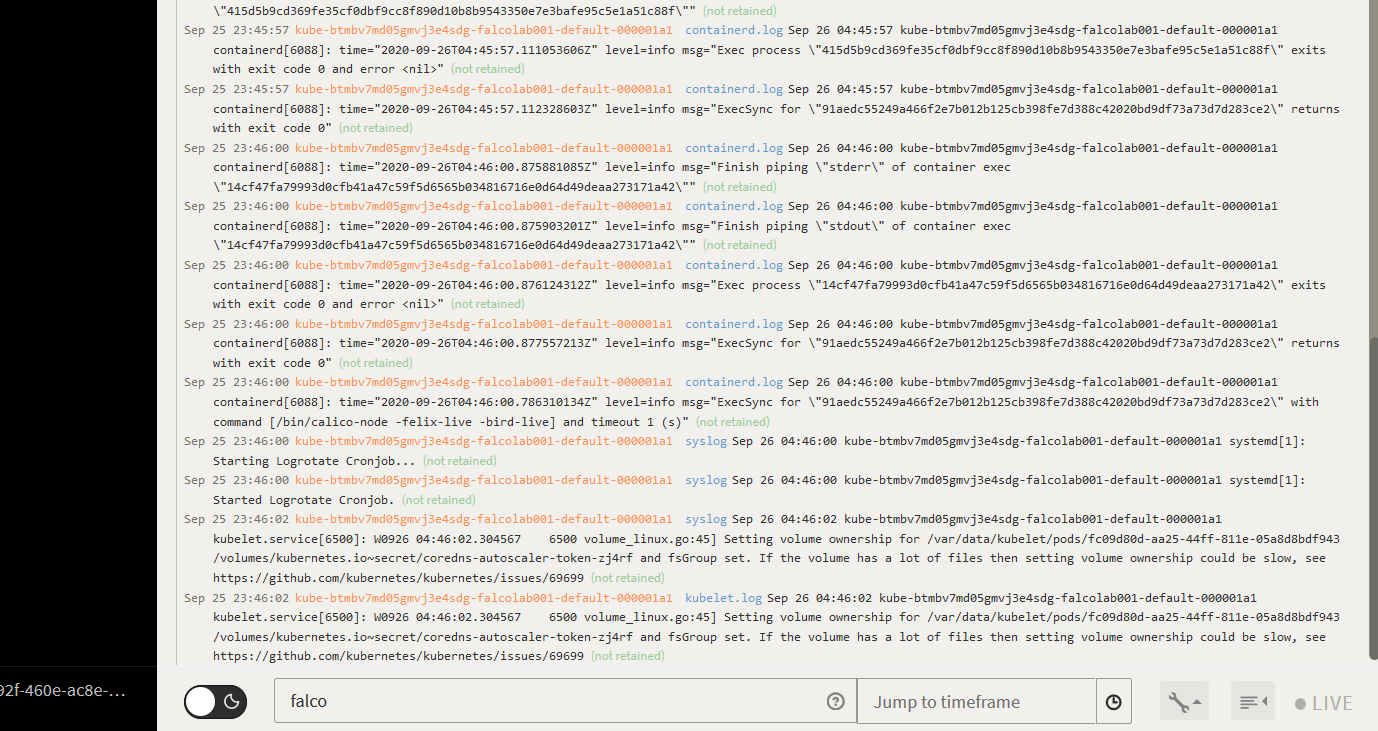 \"415d5b9cd369fe35cf0dbf9cc8f890d10b8b9543350e7e3bafe95c5e1a51c88f\"" (not retained)
Sep 25 23:45:57 kube-btmbv7md05gmvj3e4sdg-falcolab001-default-000001a1 containerd.log Sep 26 04:45:57 kube-btmbv7md05gmvj3e4sdg-falcolab001-default-000001a1
containerd[6088]: time="2020-09-26T04:45:57.111053606Z" level=info msg="Exec process \"415d5b9cd369fe35cf0dbf9cc8f890d10b8b9543350e7e3bafe95c5e1a51c88f\" exits
with exit code 0 and error <nil>" (not retained)
Sep 25 23:45:57 kube-btmbv7md05gmvj3e4sdg-falcolab001-default-000001a1 containerd.log Sep 26 04:45:57 kube-btmbv7md05gmvj3e4sdg-falcolab001-default-000001a1
containerd[6088]: time="2020-09-26T04:45:57.112328603Z" level=info msg="ExecSync for \"91aedc55249a466f2e7b012b125cb398fe7d388c42020bd9df73a73d7d283ce2\" returns
with exit code 0" (not retained)
Sep 25 23:46:00 kube-btmbv7md05gmvj3e4sdg-falcolab001-default-000001a1 containerd.log Sep 26 04:46:00 kube-btmbv7md05gmvj3e4sdg-falcolab001-default-000001a1
containerd[6088]: time="2020-09-26T04:46:00.875881085Z" level=info msg="Finish piping \"stderr\" of container exec
\"14cf47fa79993d0cfb41a47c59f5d6565b034816716e0d64d49deaa273171a42\"" (not retained)
Sep 25 23:46:00 kube-btmbv7md05gmvj3e4sdg-falcolab001-default-000001a1 containerd.log Sep 26 04:46:00 kube-btmbv7md05gmvj3e4sdg-falcolab001-default-000001a1
containerd[6088]: time="2020-09-26T04:46:00.875903201Z" level=info msg="Finish piping \"stdout\" of container exec
\"14cf47fa79993d0cfb41a47c59f5d6565b034816716e0d64d49deaa273171a42\"" (not retained)
Sep 25 23:46:00 kube-btmbv7md05gmvj3e4sdg-falcolab001-default-000001a1 containerd.log Sep 26 04:46:00 kube-btmbv7md05gmvj3e4sdg-falcolab001-default-000001a1
containerd[6088]: time="2020-09-26T04:46:00.876124312Z" level=info msg="Exec process \"14cf47fa79993d0cfb41a47c59f5d6565b034816716e0d64d49deaa273171a42\" exits
with exit code 0 and error <nil>" (not retained)
Sep 25 23:46:00 kube-btmbv7md05gmvj3e4sdg-falcolab001-default-000001a1 containerd.log Sep 26 04:46:00 kube-btmbv7md05gmvj3e4sdg-falcolab001-default-000001a1
containerd[6088]: time="2020-09-26T04:46:00.877557213Z" level=info msg="ExecSync for \"91aedc55249a466f2e7b012b125cb398fe7d388c42020bd9df73a73d7d283ce2\" returns
with exit code 0" (not retained)
Sep 25 23:46:00 kube-btmbv7md05gmvj3e4sdg-falcolab001-default-000001a1 containerd.log Sep 26 04:46:00 kube-btmbv7md05gmvj3e4sdg-falcolab001-default-000001a1
containerd[6088]: time="2020-09-26T04:46:00.786310134Z" level=info msg="ExecSync for \"91aedc55249a466f2e7b012b125cb398fe7d388c42020bd9df73a73d7d283ce2\" with
command [/bin/calico-node -felix-live -bird-live] and timeout 1 (s)" (not retained)
Sep 25 23:46:00 kube-btmbv7md05gmvj3e4sdg-falcolab001-default-000001a1 syslog Sep 26 04:46:00 kube-btmbv7md05gmvj3e4sdg-falcolab001-default-000001a1 systemd[1]:
Starting Logrotate Cronjob... (not retained)
Sep 25 23:46:00 kube-btmbv7md05gmvj3e4sdg-falcolab001-default-000001a1 syslog Sep 26 04:46:00 kube-btmbv7md05gmvj3e4sdg-falcolab001-default-000001a1 systemd[1]:
Started Logrotate Cronjob. (not retained)
Sep 25 23:46:02 kube-btmbv7md05gmvj3e4sdg-falcolab001-default-000001a1 syslog Sep 26 04:46:02 kube-btmbv7md05gmvj3e4sdg-falcolab001-default-000001a1
kubelet.service[6500]: W0926 04:46:02.304567 6500 volume_linux.go:45] Setting volume ownership for /var/data/kubelet/pods/fc09d80d-aa25-44ff-811e-05a8d8bdf943
/volumes/kubernetes.io~secret/coredns-autoscaler-token-zj4rf and fsGroup set. If the volume has a lot of files then setting volume ownership could be slow, see
https://github.com/kubernetes/kubernetes/issues/69699 (not retained)
Sep 25 23:46:02 kube-btmbv7md05gmvj3e4sdg-falcolab001-default-000001a1 kubelet.log Sep 26 04:46:02 kube-btmbv7md05gmvj3e4sdg-falcolab001-default-000001a1
kubelet.service[6500]: W0926 04:46:02.304567 6500 volume_linux.go:45] Setting volume ownership for /var/data/kubelet/pods/fc09d80d-aa25-44ff-811e-05a8d8bdf943
/volumes/kubernetes.io~secret/coredns-autoscaler-token-zj4rf and fsGroup set. If the volume has a lot of files then setting volume ownership could be slow, see
https://github.com/kubernetes/kubernetes/issues/69699 (not retained)
92f-460e-ac8e-...
falco
Jump to timeframe
LIVE